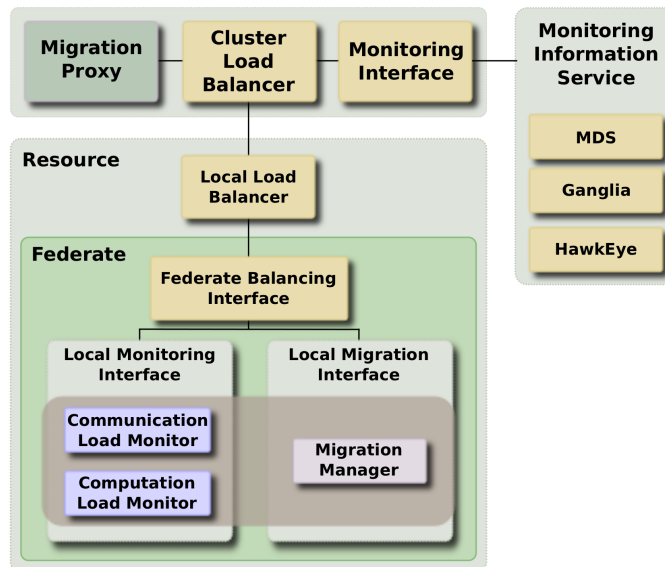 Migration
Proxy
Cluster
Load
Balancer
Monitoring
Interface
Monitoring
Information
Service
MDS
Ganglia
HawkEye
Resource
Local Load
Balancer
Federate
Federate Balancing
Interface
Local Monitoring
Interface
Communication
Load Monitor
Computation
Load Monitor
Local Migration
Interface
Migration
Manager